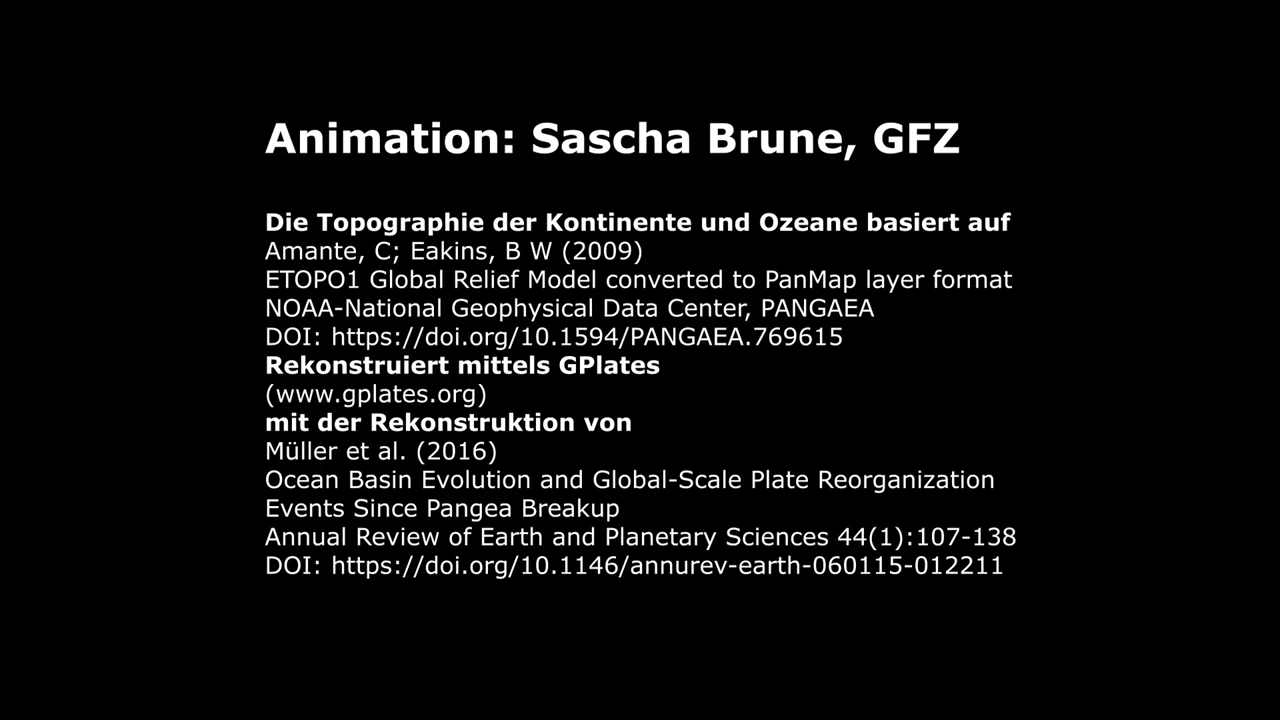 Animation: Sascha Brune, GFZ
Die Topographie der Kontinente und Ozeane basiert auf
Amante, C; Eakins, B W (2009)
ETOPO1 Global Relief Model converted to PanMap layer format
NOAA-National Geophysical Data Center, PANGAEA
DOI: https://doi.org/10.1594/PANGAEA.769615
Rekonstruiert mittels GPlates
(www.gplates.org)
mit der Rekonstruktion von
Müller et al. (2016)
Ocean Basin Evolution and Global-Scale Plate Reorganization
Events Since Pangea Breakup
Annual Review of Earth and Planetary Sciences 44(1):107-138
DOI: https://doi.org/10.1146/annurev-earth-060115-012211